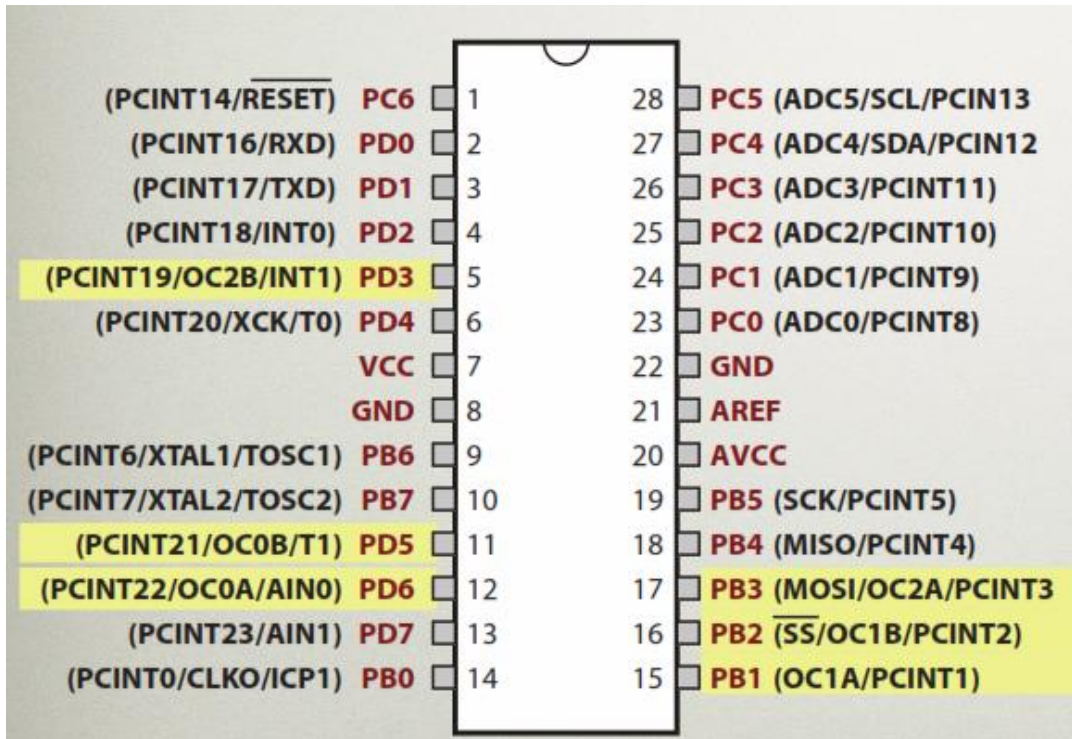 (PCINT14/RESET) PC6 1 28 PC5 (ADC5/SCL/PCIN13
(PCINT16/RXD) PD0 2 27 PC4 (ADC4/SDA/PCIN12
(PCINT17/TXD) PD1 3 26 PC3 (ADC3/PCINT11)
(PCINT18/INT0) PD2 4 25 PC2 (ADC2/PCINT10)
(PCINT19/OC2B/INT1) PD3 5 24 PC1 (ADC1/PCINT9)
(PCINT20/XCK/T0) PD4 6 23 PC0 (ADC0/PCINT8)
VCC 7 22 GND
GND 8 21 AREF
(PCINT6/XTAL1/TOSC1) PB6 9 20 AVCC
(PCINT7/XTAL2/TOSC2) PB7 10 19 PB5 (SCK/PCINT5)
(PCINT21/OC0B/T1) PD5 11 18 PB4 (MISO/PCINT4)
(PCINT22/OC0A/AIN0) PD6 12 17 PB3 (MOSI/OC2A/PCINT3
(PCINT23/AIN1) PD7 13 16 PB2 (SS/OC1B/PCINT2)
(PCINT0/CLKO/ICP1) PB0 14 15 PB1 (OC1A/PCINT1)